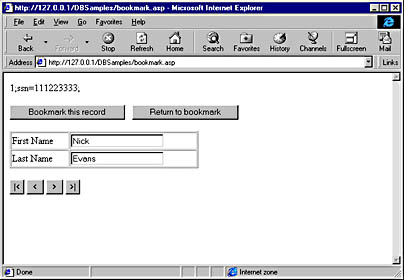 http://127.0.0.1/DBSamples/bookmark.asp - Microsoft Internet Explorer
File Edit View Go Favorites Help
Back Forward Stop Refresh Home Search Favorites History Channels Fullscreen Mail
Address http://127.0.0.1/DBSamples/bookmark.asp Links
1;ssn=111223333;
Bookmark this record Return to bookmark
First Name Nick
Last Name Evans
|< < > >|
Done Internet zone